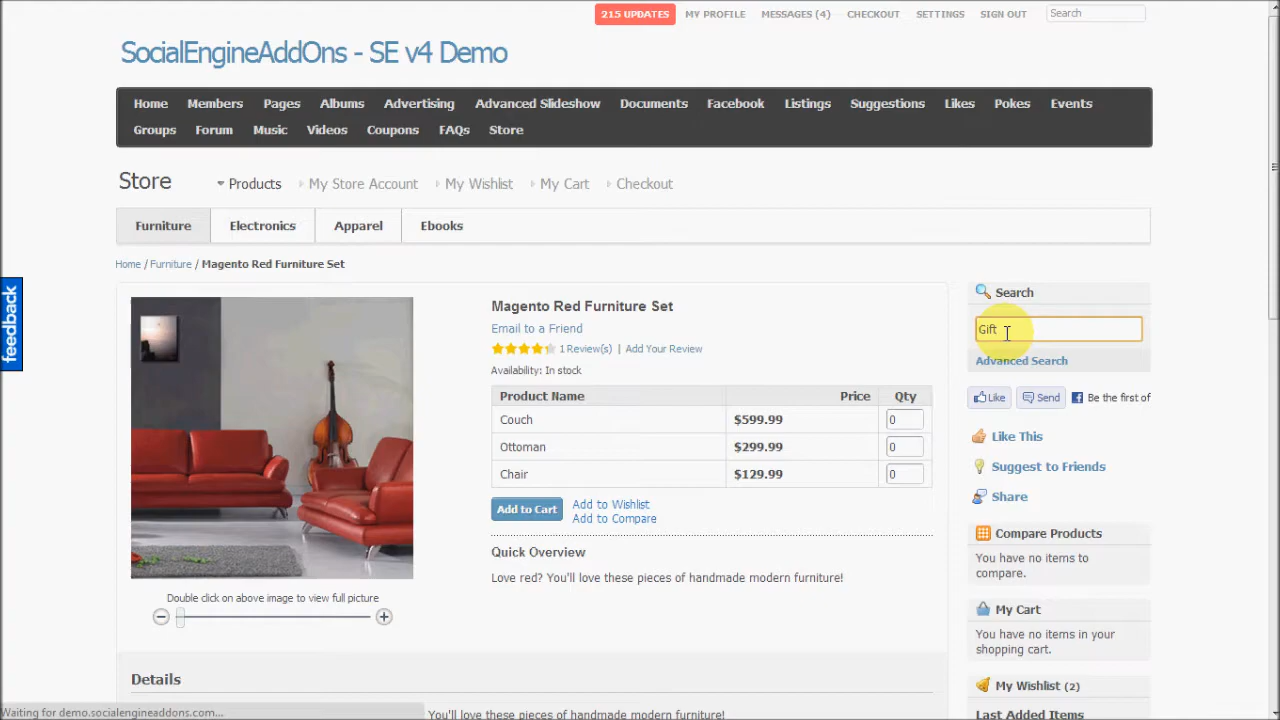 215 UPDATES MY PROFILE MESSAGES (4) CHECKOUT SETTINGS SIGN OUT Search
SocialEngineAddOns - SE v4 Demo
Home Members Pages Albums Advertising Advanced Slideshow Documents Facebook Listings Suggestions Likes Pokes Events
Groups Forum Music Videos Coupons FAQs Store
Store Products My Store Account My Wishlist My Cart Checkout
Furniture Electronics Apparel Ebooks
Home / Furniture / Magento Red Furniture Set
feedback
Magento Red Furniture Set
Email to a Friend
1 Review(s) | Add Your Review
Availability: In stock
Product Name Price Qty
Couch $599.99 0
Ottoman $299.99 0
Chair $129.99 0
Add to Cart
Add to Wishlist
Add to Compare
Quick Overview
Love red? You'll love these pieces of handmade modern furniture!
Double click on above image to view full picture
Details
You'll love these pieces of handmade modern furniture!
Search
Gift
Advanced Search
Like Send Be the first of
Like This
Suggest to Friends
Share
Compare Products
You have no items to
compare.
My Cart
You have no items in your
shopping cart.
My Wishlist (2)
Last Added Items
Waiting for demo.socialengineaddons.com...